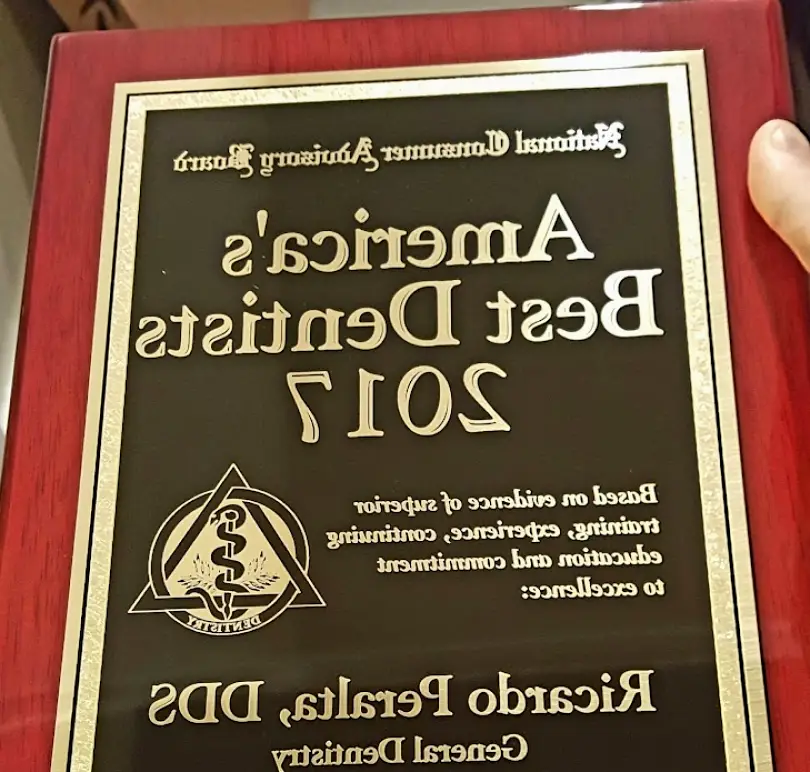 National Consumer Advisory Board
America's
Best Dentists
2017
Based on evidence of superior
training, experience, continuing
education and commitment
to excellence:
DENTISTRY
Ricardo Peralta, DDS
General Dentistry